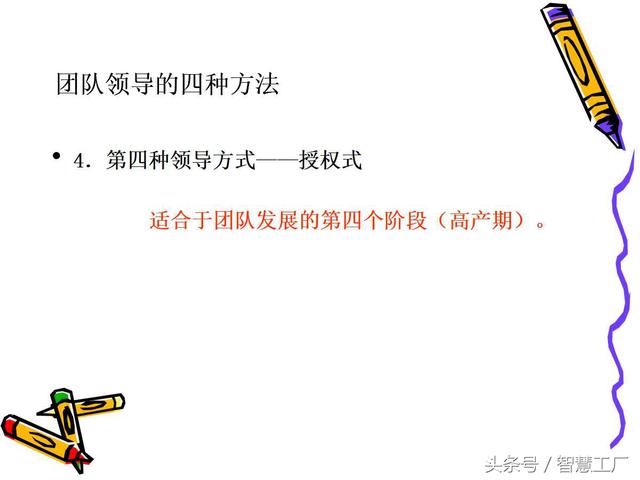 团队领导的四种方法
• 4．第四种领导方式——授权式
适合于团队发展的第四个阶段（高产期）。
头条号／智慧工厂